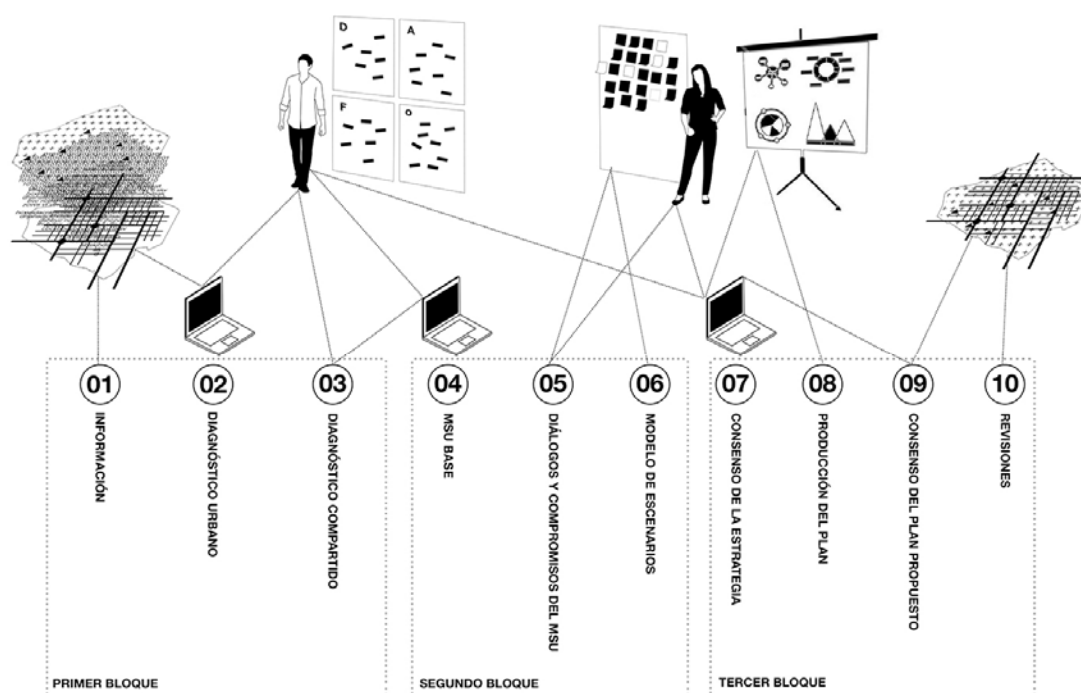 D
A
F
O
01
02
03
04
05
06
07
08
09
10
INFORMACIÓN
DIAGNÓSTICO URBANO
DIAGNÓSTICO COMPARTIDO
MSU BASE
DIÁLOGOS Y COMPROMISOS DEL MSU
MODELO DE ESCENARIOS
CONSENSO DE LA ESTRATEGIA
PRODUCCIÓN DEL PLAN
CONSENSO DEL PLAN PROPUESTO
REVISIONES
PRIMER BLOQUE
SEGUNDO BLOQUE
TERCER BLOQUE